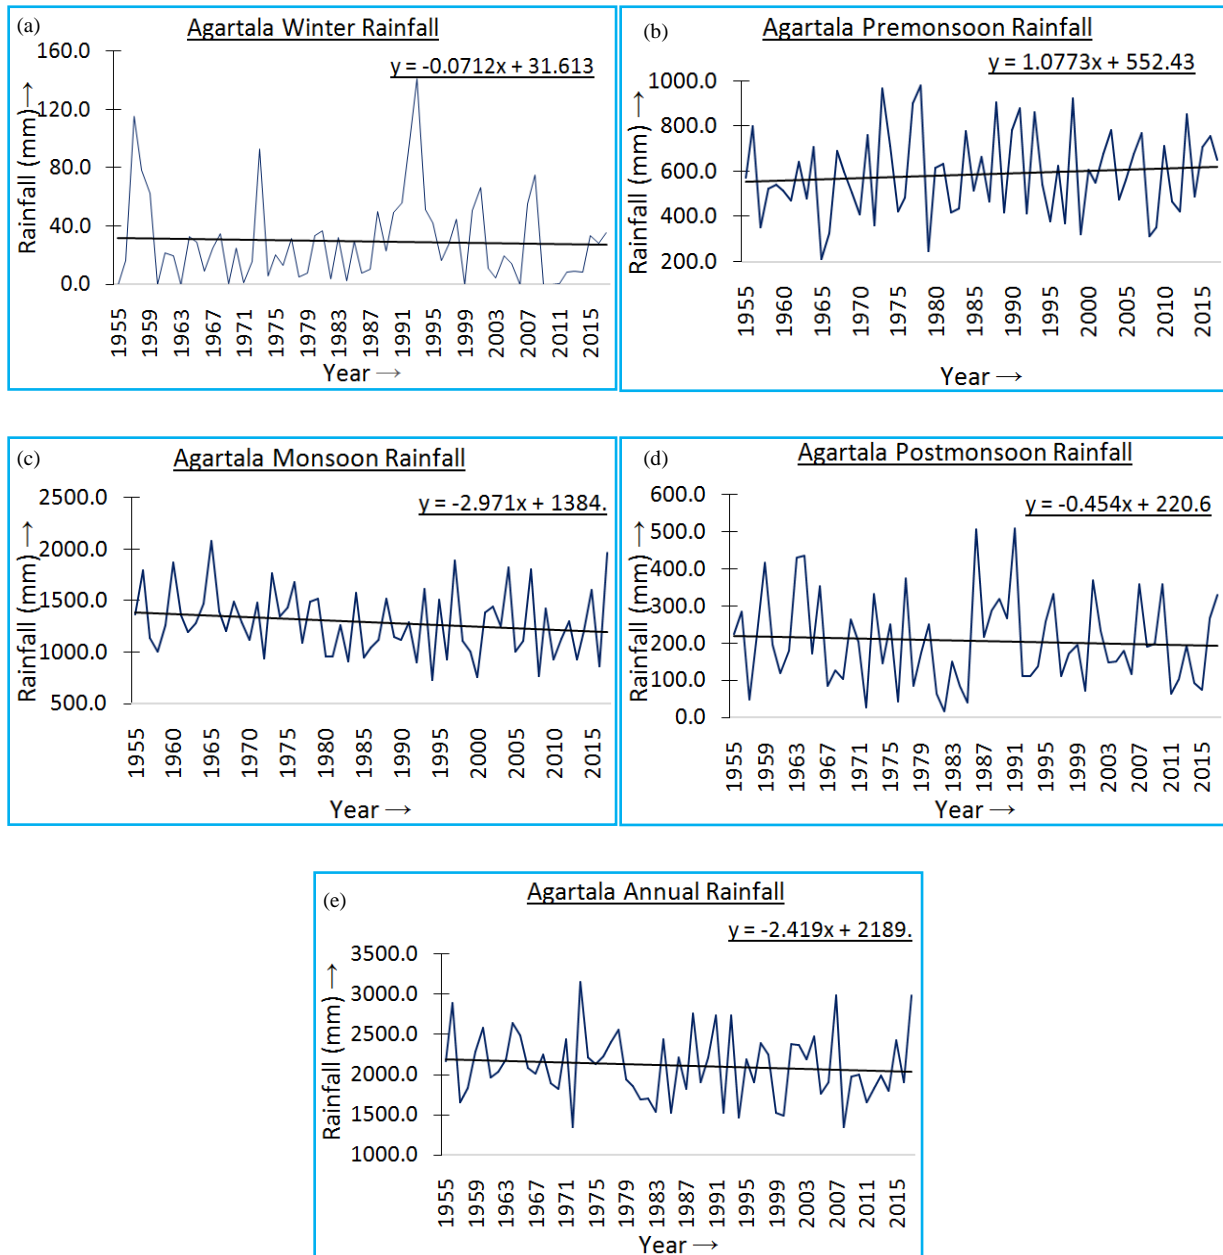 (a)
Agartala Winter Rainfall
y = -0.0712x + 31.613
Rainfall (mm) →
160.0
120.0
80.0
40.0
0.0
1955 1959 1963 1967 1971 1975 1979 1983 1987 1991 1995 1999 2003 2007 2011 2015
Year →
(b)
Agartala Premonsoon Rainfall
y = 1.0773x + 552.43
Rainfall (mm) →
1000.0
800.0
600.0
400.0
200.0
1955 1960 1965 1970 1975 1980 1985 1990 1995 2000 2005 2010 2015
Year →
(c)
Agartala Monsoon Rainfall
y = -2.971x + 1384.
Rainfall (mm) →
2500.0
2000.0
1500.0
1000.0
500.0
1955 1960 1965 1970 1975 1980 1985 1990 1995 2000 2005 2010 2015
Year →
(d)
Agartala Postmonsoon Rainfall
y = -0.454x + 220.6
Rainfall (mm) →
600.0
500.0
400.0
300.0
200.0
100.0
0.0
1955 1959 1963 1967 1971 1975 1979 1983 1987 1991 1995 1999 2003 2007 2011 2015
Year →
(e)
Agartala Annual Rainfall
y = -2.419x + 2189.
Rainfall (mm) →
3500.0
3000.0
2500.0
2000.0
1500.0
1000.0
1955 1959 1963 1967 1971 1975 1979 1983 1987 1991 1995 1999 2003 2007 2011 2015
Year →